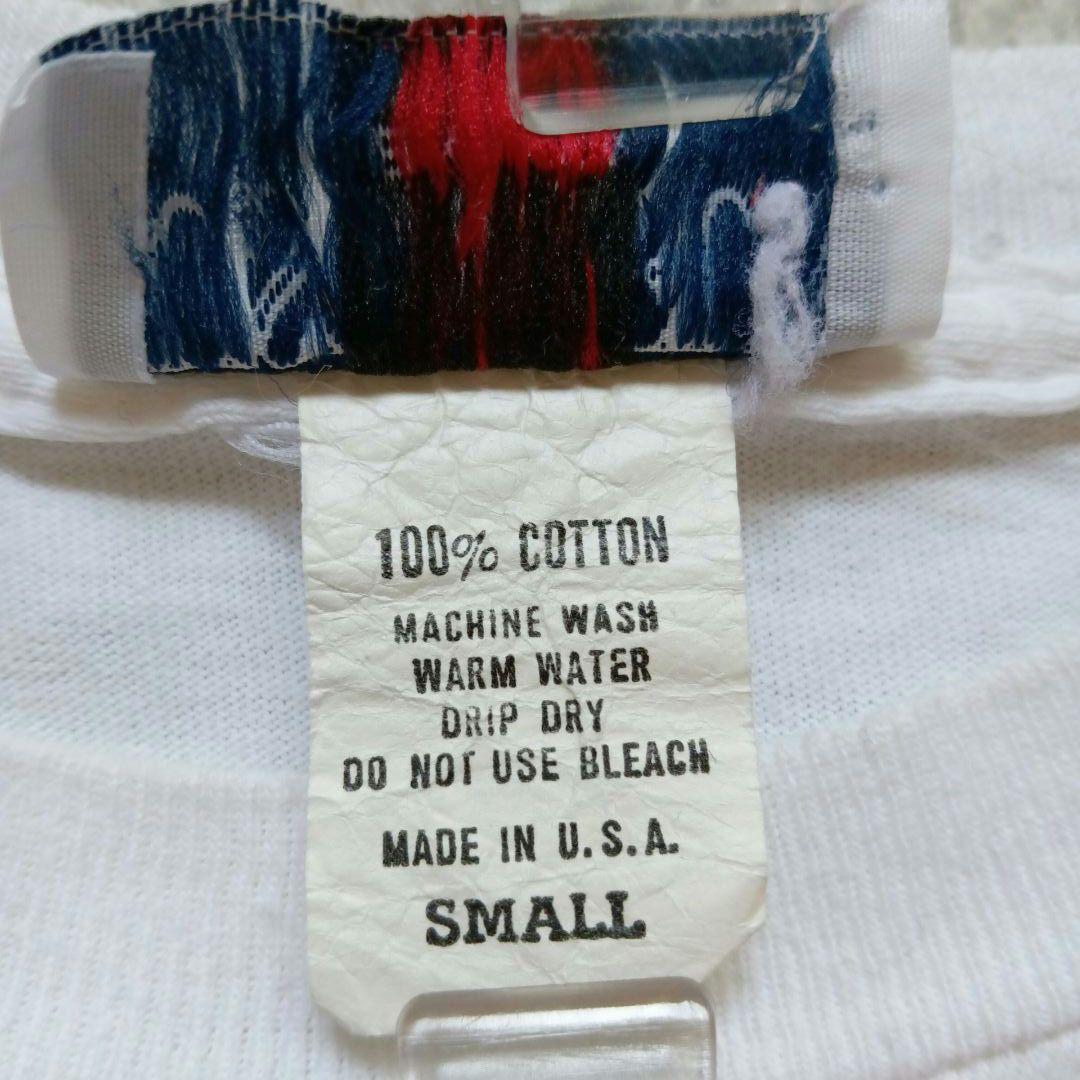 100% COTTON
MACHINE WASH
WARM WATER
DRIP DRY
DO NOT USE BLEACH
MADE IN U.S.A.
SMALL